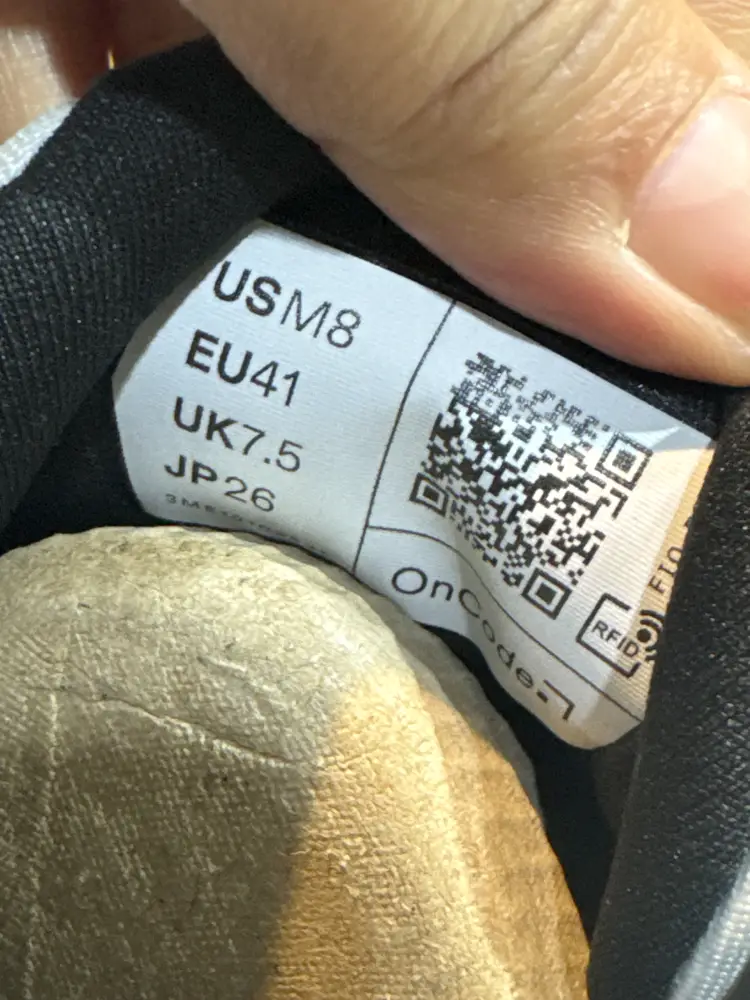 USM8
EU41
UK7.5
JP26
OnCode
RFID